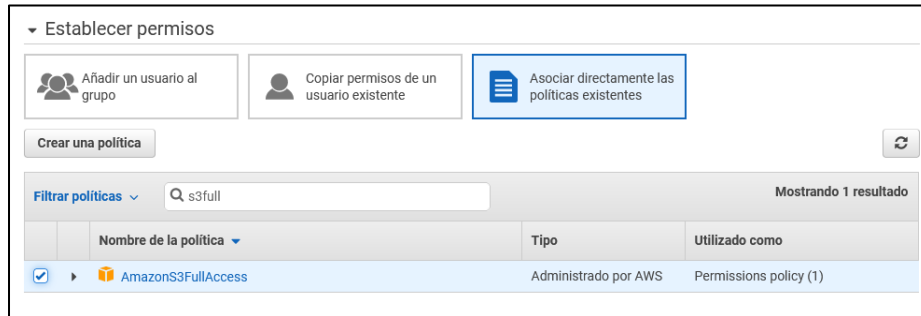 Establecer permisos
Añadir un usuario al
grupo
Copiar permisos de un
usuario existente
Asociar directamente las
políticas existentes
Crear una política
Filtrar políticas
s3full
Mostrando 1 resultado
Nombre de la política Tipo Utilizado como
AmazonS3FullAccess Administrado por AWS Permissions policy (1)